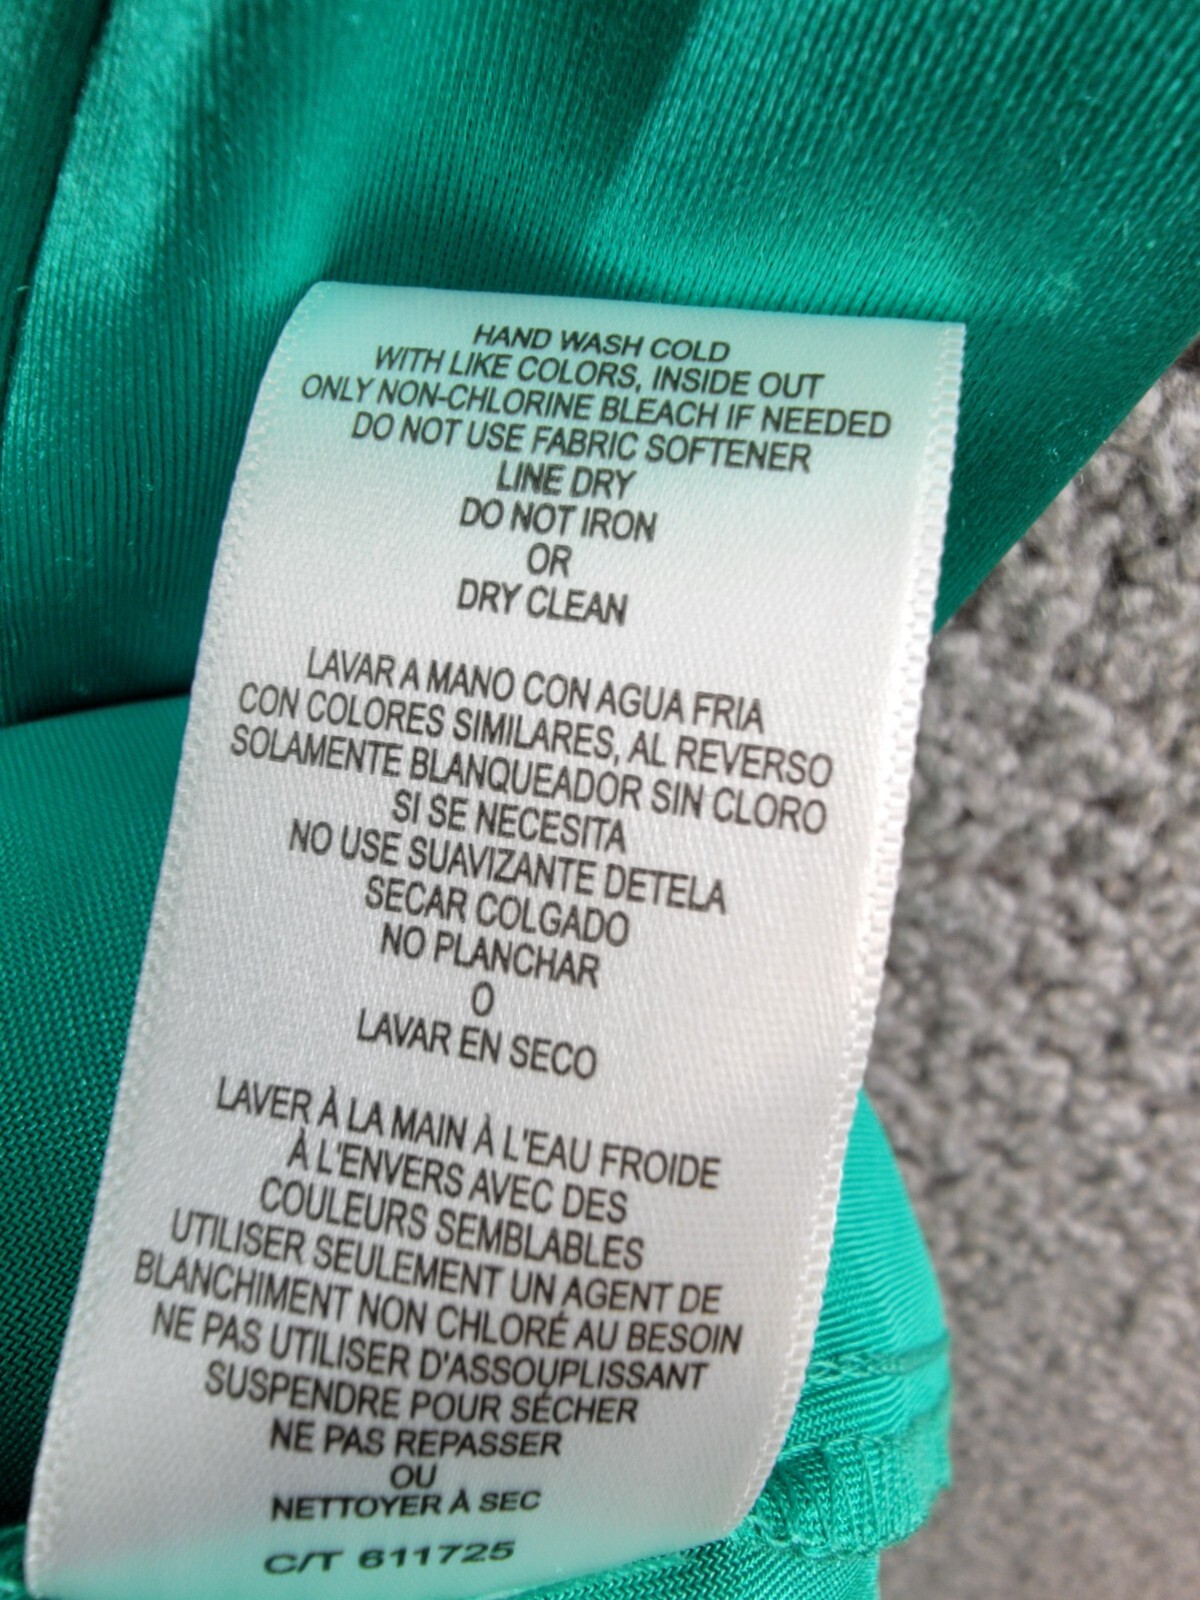 HAND WASH COLD
WITH LIKE COLORS, INSIDE OUT
ONLY NON-CHLORINE BLEACH IF NEEDED
DO NOT USE FABRIC SOFTENER
LINE DRY
DO NOT IRON
OR
DRY CLEAN
LAVAR A MANO CON AGUA FRIA
CON COLORES SIMILARES, AL REVERSO
SOLAMENTE BLANQUEADOR SIN CLORO
SI SE NECESITA
NO USE SUAVIZANTE DETELA
SECAR COLGADO
NO PLANCHAR
O
LAVAR EN SECO
LAVER À LA MAIN À L'EAU FROIDE
À L'ENVERS AVEC DES
COULEURS SEMBLABLES
UTILISER SEULEMENT UN AGENT DE
BLANCHIMENT NON CHLORÉ AU BESOIN
NE PAS UTILISER D'ASSOUPLISSANT
SUSPENDRE POUR SÉCHER
NE PAS REPASSER
OU
NETTOYER À SEC
C/T 611725